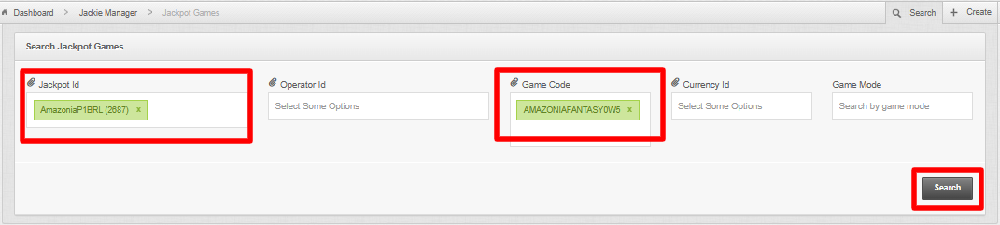 Dashboard > Jackie Manager > Jackpot Games
Search + Create
Search Jackpot Games
Jackpot Id Operator Id Game Code Currency Id Game Mode
AmazoniaP1BRL (2687) x Select Some Options AMAZONIAFANTASY0W5 x Select Some Options Search by game mode
Search